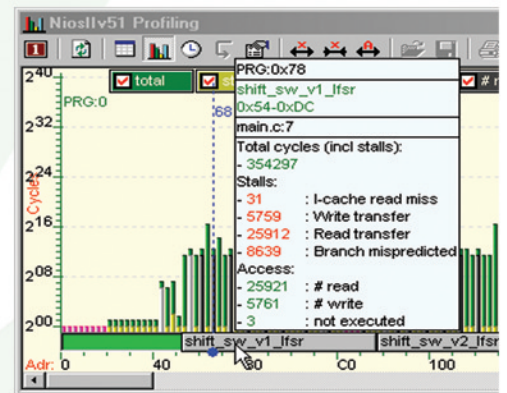 NiosIIv51 Profiling
2^40
total
PRG:0
68
2^32
2^24
2^16
2^08
2^00
Cycles
PRG:0x78
shift_sw_v1_lfsr
0x54-0xDC
main.c:7
Total cycles (incl stalls):
- 354297
Stalls:
- 31 : I-cache read miss
- 5759 : Write transfer
- 25912 : Read transfer
- 8639 : Branch mispredicted
Access:
- 25921 : # read
- 5761 : # write
- 3 : not executed
shift_sw_v1_lfsr
shift_sw_v2_lfsr
Adr: 0 40 80 C0 100